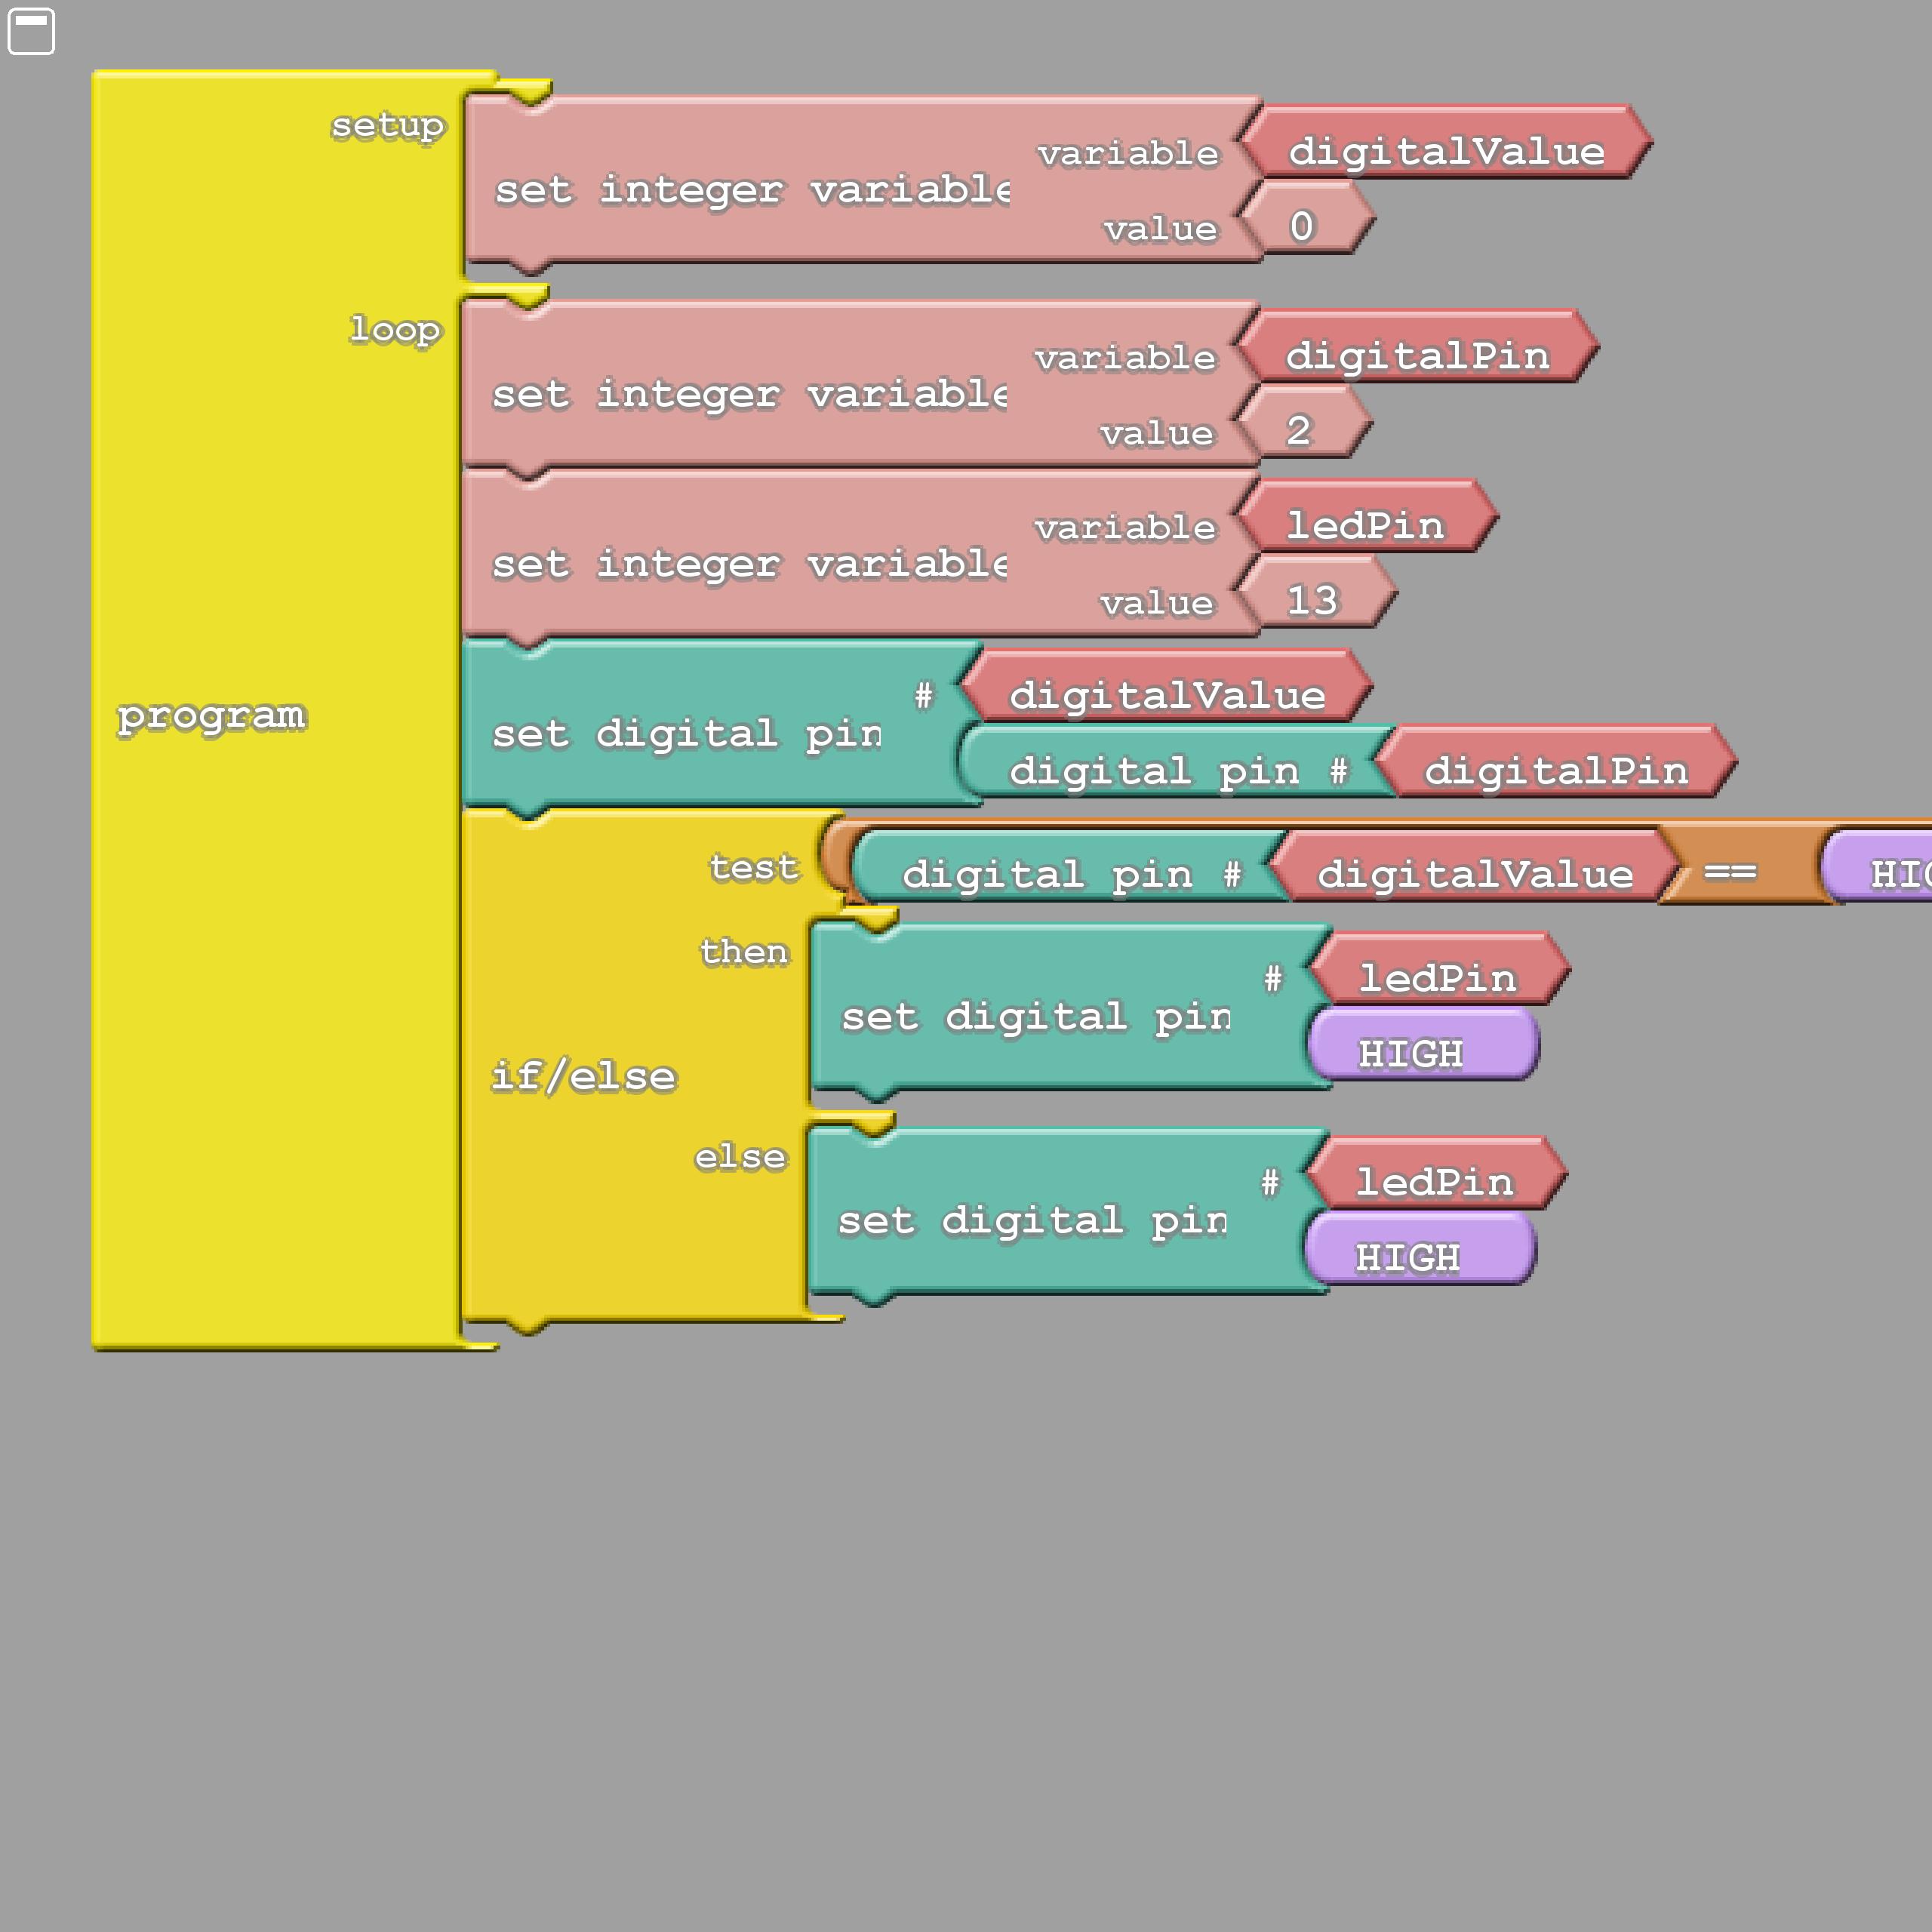 setup
variable digitalValue
set integer variable
value 0
loop
variable digitalPin
set integer variable
value 2
variable ledPin
set integer variable
value 13
program
# digitalValue
set digital pin
digital pin # digitalPin
test digital pin # digitalValue ==
then
# ledPin
set digital pin
HIGH
if/else
else
# ledPin
set digital pin
HIGH